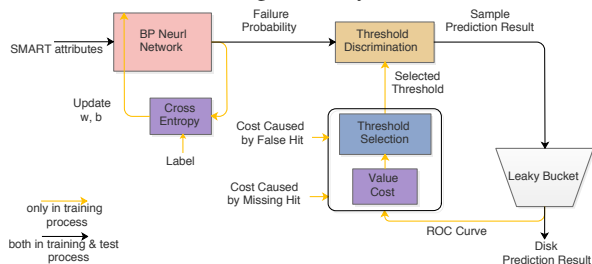 Failure
Probability
Sample
Prediction Result
SMART attributes
BP Neurl
Network
Threshold
Discrimination
Selected
Threshold
Update
w, b
Cross
Entropy
Label
Cost Caused
by False Hit
Threshold
Selection
Cost Caused
by Missing Hit
Value
Cost
Leaky Bucket
ROC Curve
only in training
process
both in training & test
process
Disk
Prediction Result